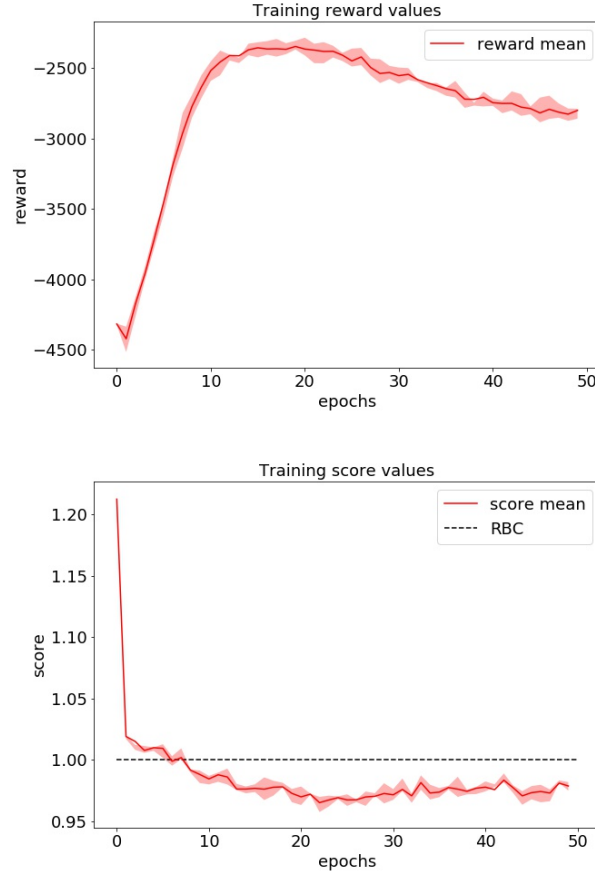 Training reward values
reward mean
−2500
−3000
−3500
−4000
−4500
reward
0 10 20 30 40 50
epochs
Training score values
score mean
RBC
1.20
1.15
1.10
1.05
1.00
0.95
score
0 10 20 30 40 50
epochs